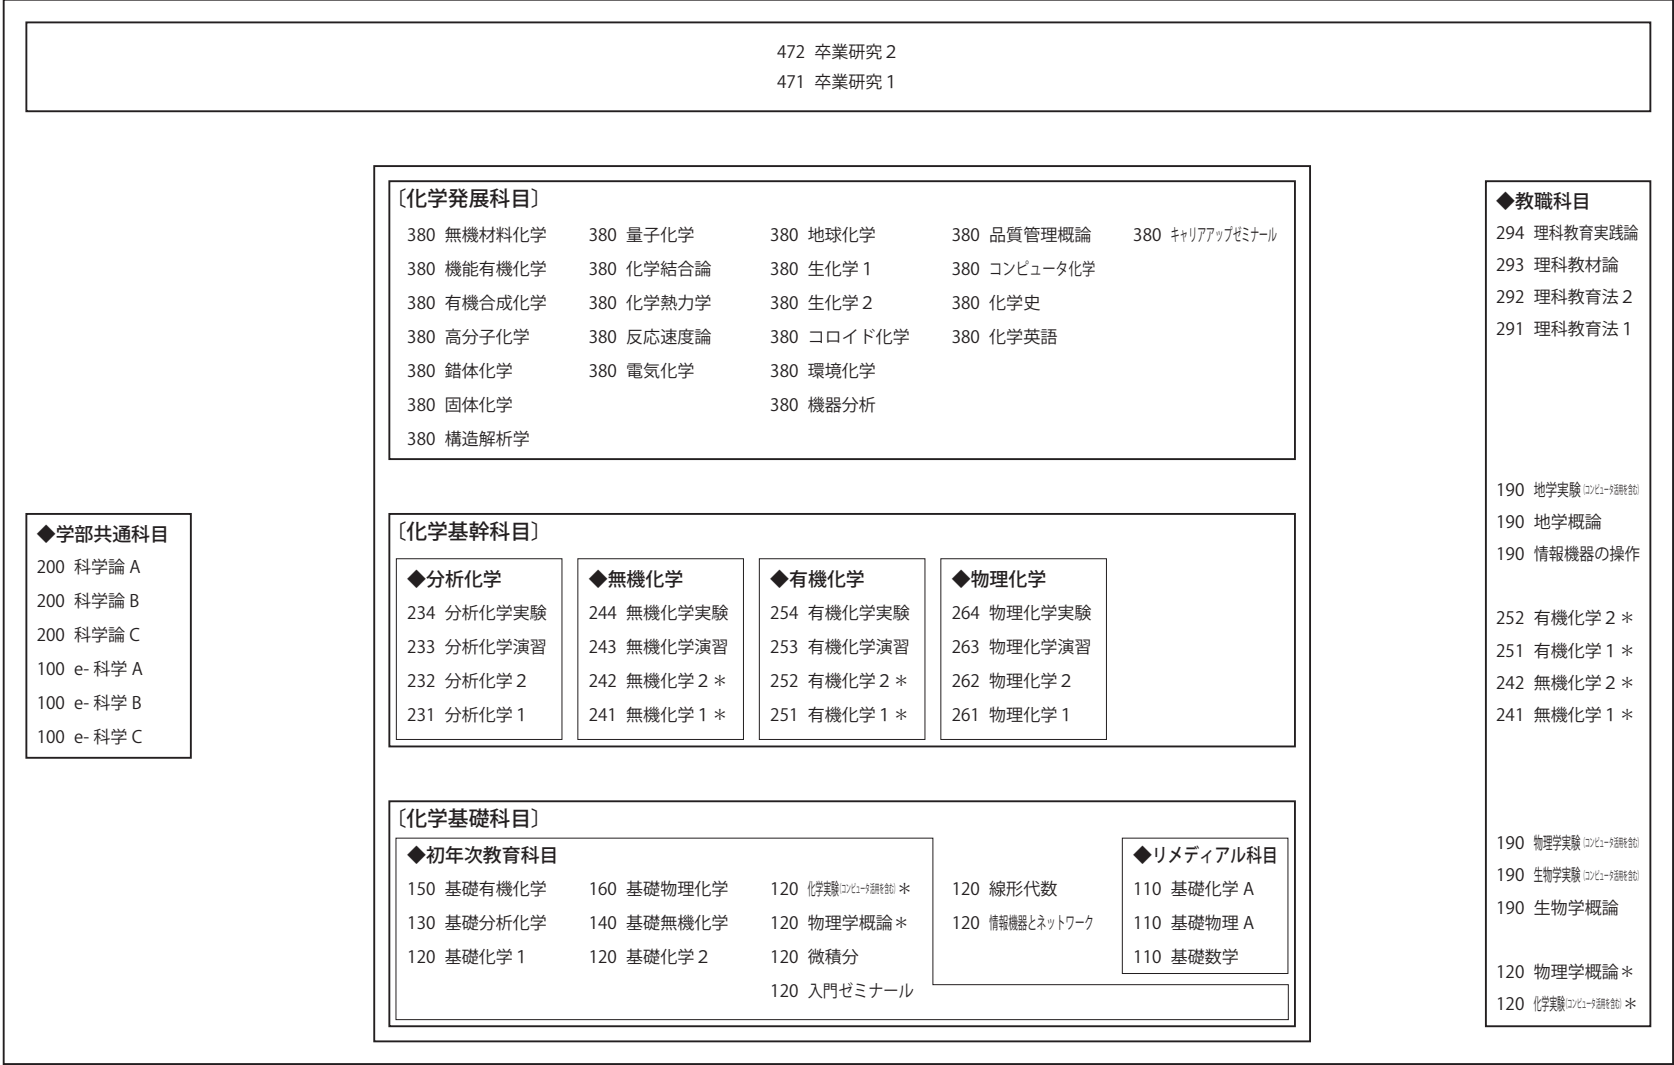 472 卒業研究２
471 卒業研究１
〔化学発展科目〕
380 無機材料化学
380 機能有機化学
380 有機合成化学
380 高分子化学
380 錯体化学
380 固体化学
380 構造解析学
380 量子化学
380 化学結合論
380 化学熱力学
380 反応速度論
380 電気化学
380 地球化学
380 生化学１
380 生化学２
380 コロイド化学
380 環境化学
380 機器分析
380 品質管理概論
380 コンピュータ化学
380 化学史
380 化学英語
380 キャリアアップゼミナール
◆学部共通科目
200 科学論 A
200 科学論 B
200 科学論 C
100 e- 科学 A
100 e- 科学 B
100 e- 科学 C
〔化学基幹科目〕
◆分析化学
234 分析化学実験
233 分析化学演習
232 分析化学２
231 分析化学１
◆無機化学
244 無機化学実験
243 無機化学演習
242 無機化学２＊
241 無機化学１＊
◆有機化学
254 有機化学実験
253 有機化学演習
252 有機化学２＊
251 有機化学１＊
◆物理化学
264 物理化学実験
263 物理化学演習
262 物理化学２
261 物理化学１
〔化学基礎科目〕
◆初年次教育科目
150 基礎有機化学
130 基礎分析化学
120 基礎化学１
160 基礎物理化学
140 基礎無機化学
120 基礎化学２
120 化学実験(コンピュータ活用を含む)＊
120 物理学概論＊
120 微積分
120 入門ゼミナール
120 線形代数
120 情報機器とネットワーク
◆リメディアル科目
110 基礎化学 A
110 基礎物理 A
110 基礎数学
◆教職科目
294 理科教育実践論
293 理科教材論
292 理科教育法２
291 理科教育法１
190 地学実験(コンピュータ活用を含む)
190 地学概論
190 情報機器の操作
252 有機化学２＊
251 有機化学１＊
242 無機化学２＊
241 無機化学１＊
190 物理学実験(コンピュータ活用を含む)
190 生物学実験(コンピュータ活用を含む)
190 生物学概論
120 物理学概論＊
120 化学実験(コンピュータ活用を含む)＊